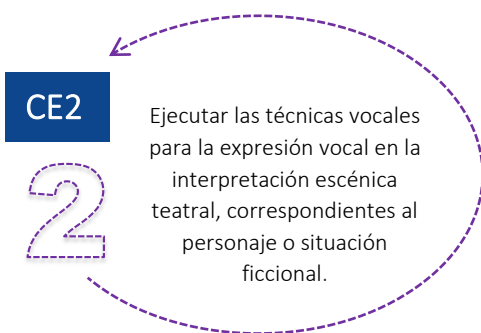 CE2
2
Ejecutar las técnicas vocales
para la expresión vocal en la
interpretación escénica
teatral, correspondientes al
personaje o situación
ficcional.